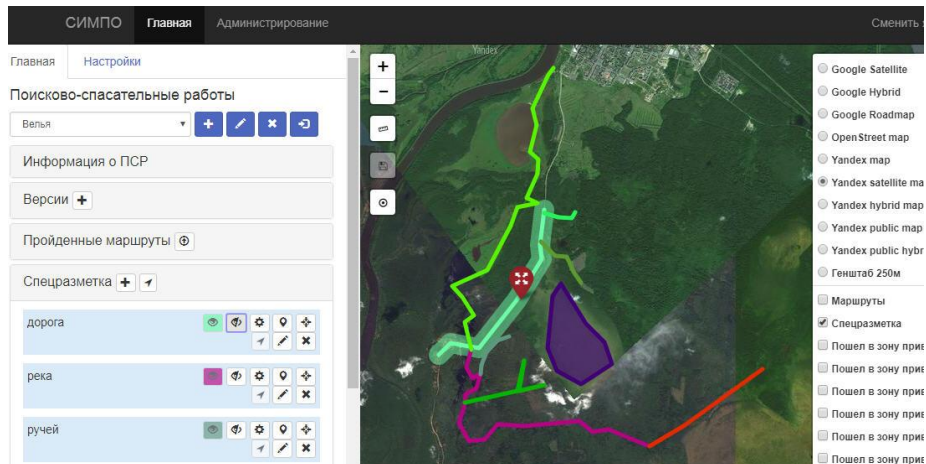 СИМПО Главная Администрирование Сменить
Главная Настройки
Поисково-спасательные работы
Велья
Информация о ПСР
Версии
Пройденные маршруты
Спецразметка
дорога
река
ручей
Yandex
Google Satellite
Google Hybrid
Google Roadmap
OpenStreet map
Yandex map
Yandex satellite ma
Yandex hybrid map
Yandex public map
Yandex public hybr
Генштаб 250м
Маршруты
Спецразметка
Пошел в зону прив
Пошел в зону прив
Пошел в зону прив
Пошел в зону прив
Пошел в зону прив
Пошел в зону прив